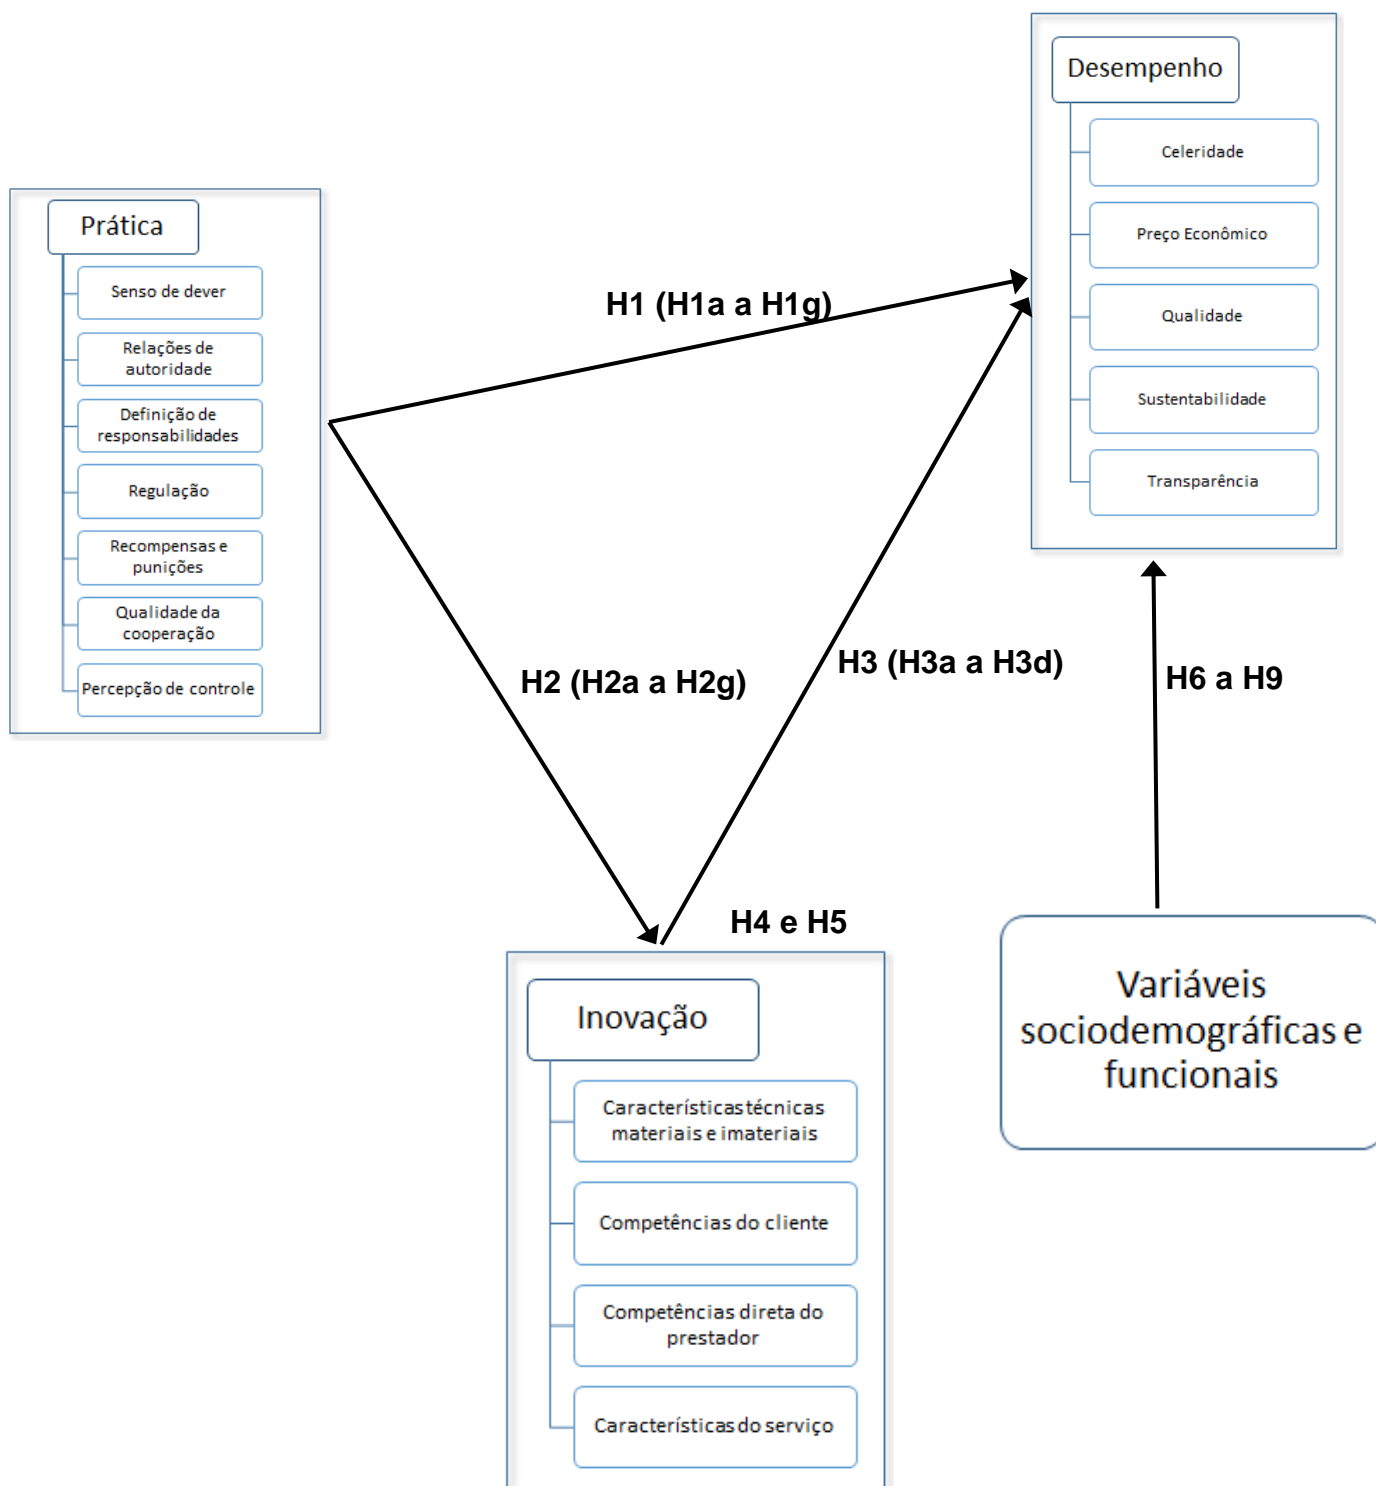 Desempenho
Celeridade
Preço Econômico
Qualidade
Sustentabilidade
Transparência
Prática
Senso de dever
Relações de
autoridade
Definição de
responsabilidades
Regulação
Recompensas e
punições
Qualidade da
cooperação
Percepção de controle
H1 (H1a a H1g)
H2 (H2a a H2g)
H3 (H3a a H3d)
H6 a H9
H4 e H5
Inovação
Características técnicas
materiais e imateriais
Competências do cliente
Competências direta do
prestador
Características do serviço
Variáveis
sociodemográficas e
funcionais